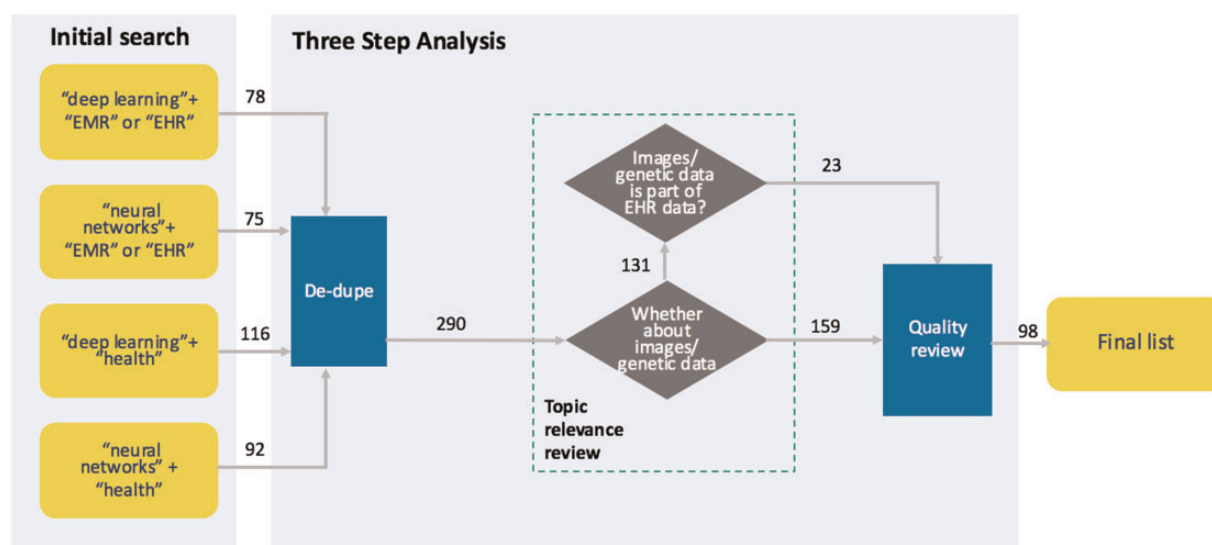 Initial search
Three Step Analysis
“deep learning”+
“EMR” or “EHR”
78
“neural
networks”+
“EMR” or “EHR”
75
“deep learning”+
“health”
116
“neural
networks” +
“health”
92
De-dupe
290
Images/
genetic data
is part of
EHR data?
23
131
Whether
about
images/
genetic data
159
Topic
relevance
review
Quality
review
98
Final list